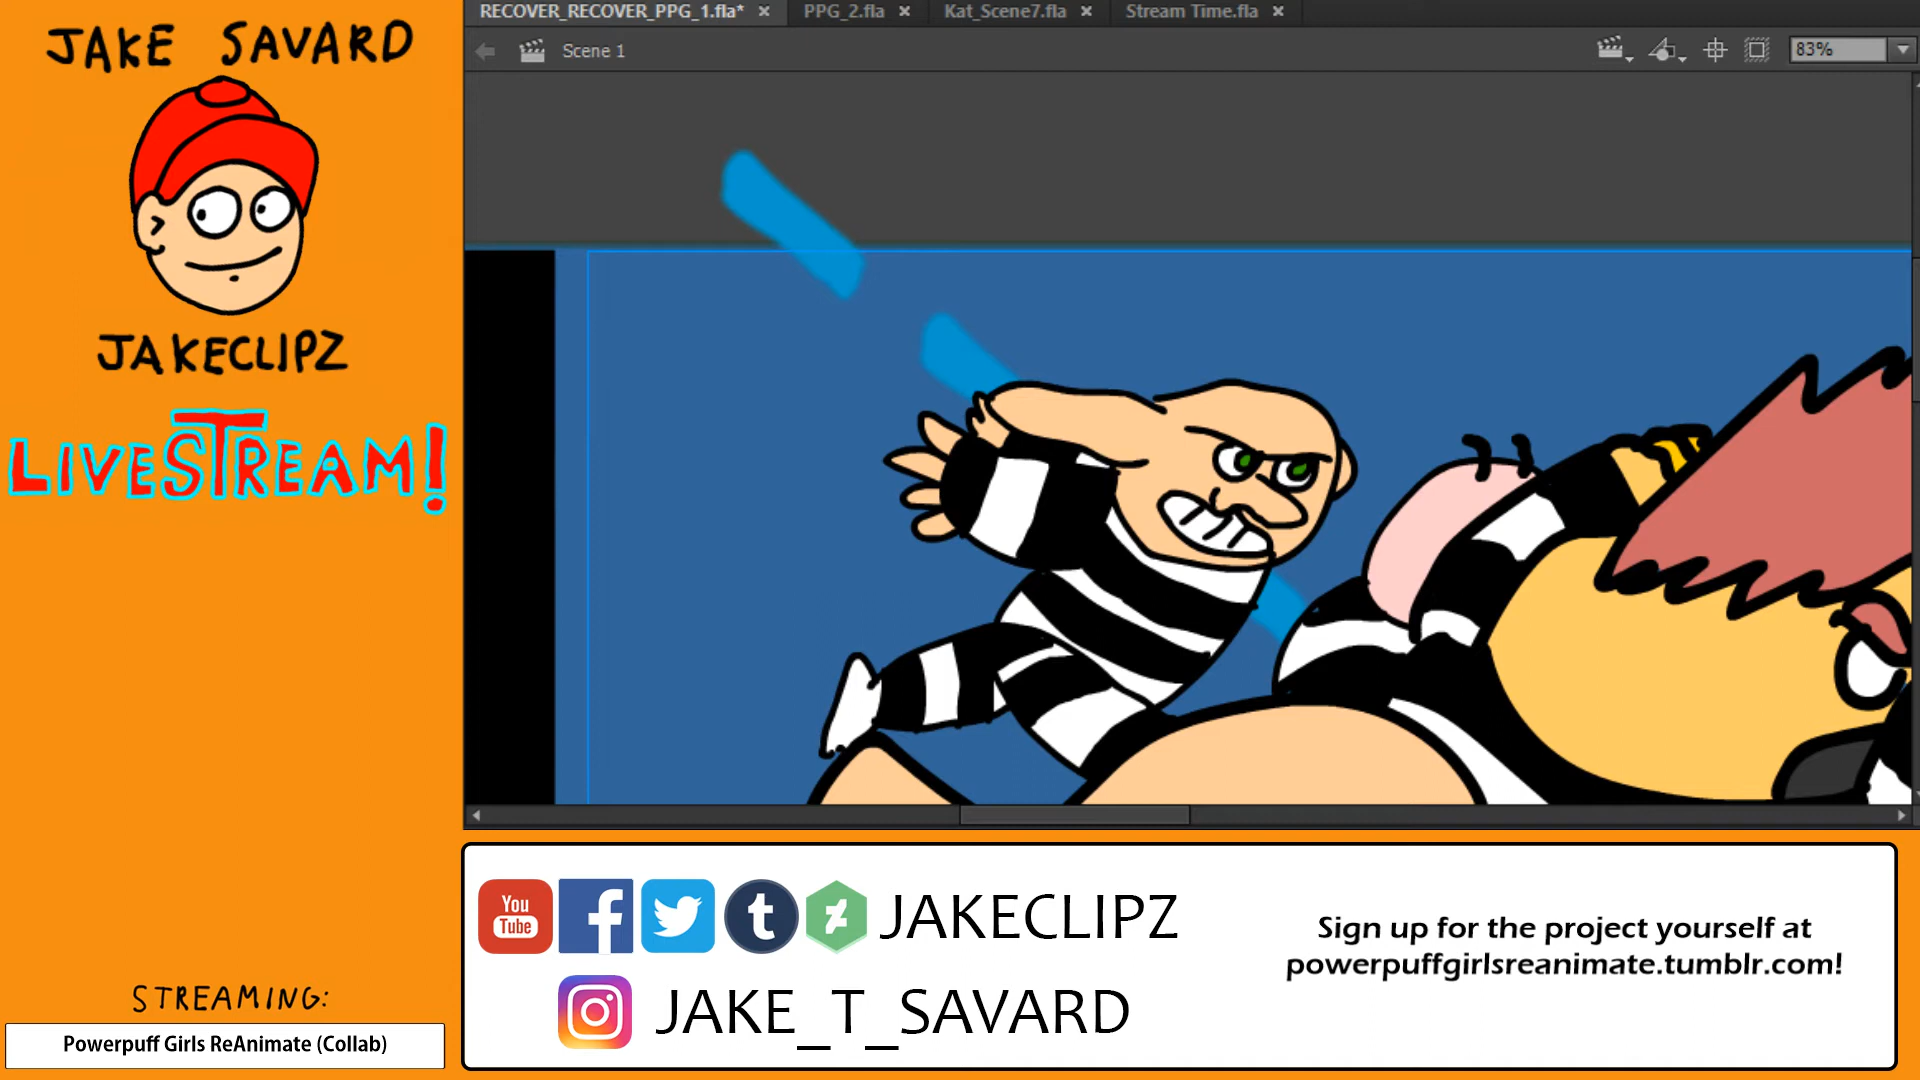 JAKE SAVARD
JAKECLIPZ
LIVESTREAM!
STREAMING:
Powerpuff Girls ReAnimate (Collab)
RECOVER_RECOVER_PPG_1.fla*
PPG_2.fla
Kat_Scene7.fla
Stream Time.fla
Scene 1
83%
You
Tube
f
t
JAKECLIPZ
JAKE_T_SAVARD
Sign up for the project yourself at
powerpuffgirlsreanimate.tumblr.com!